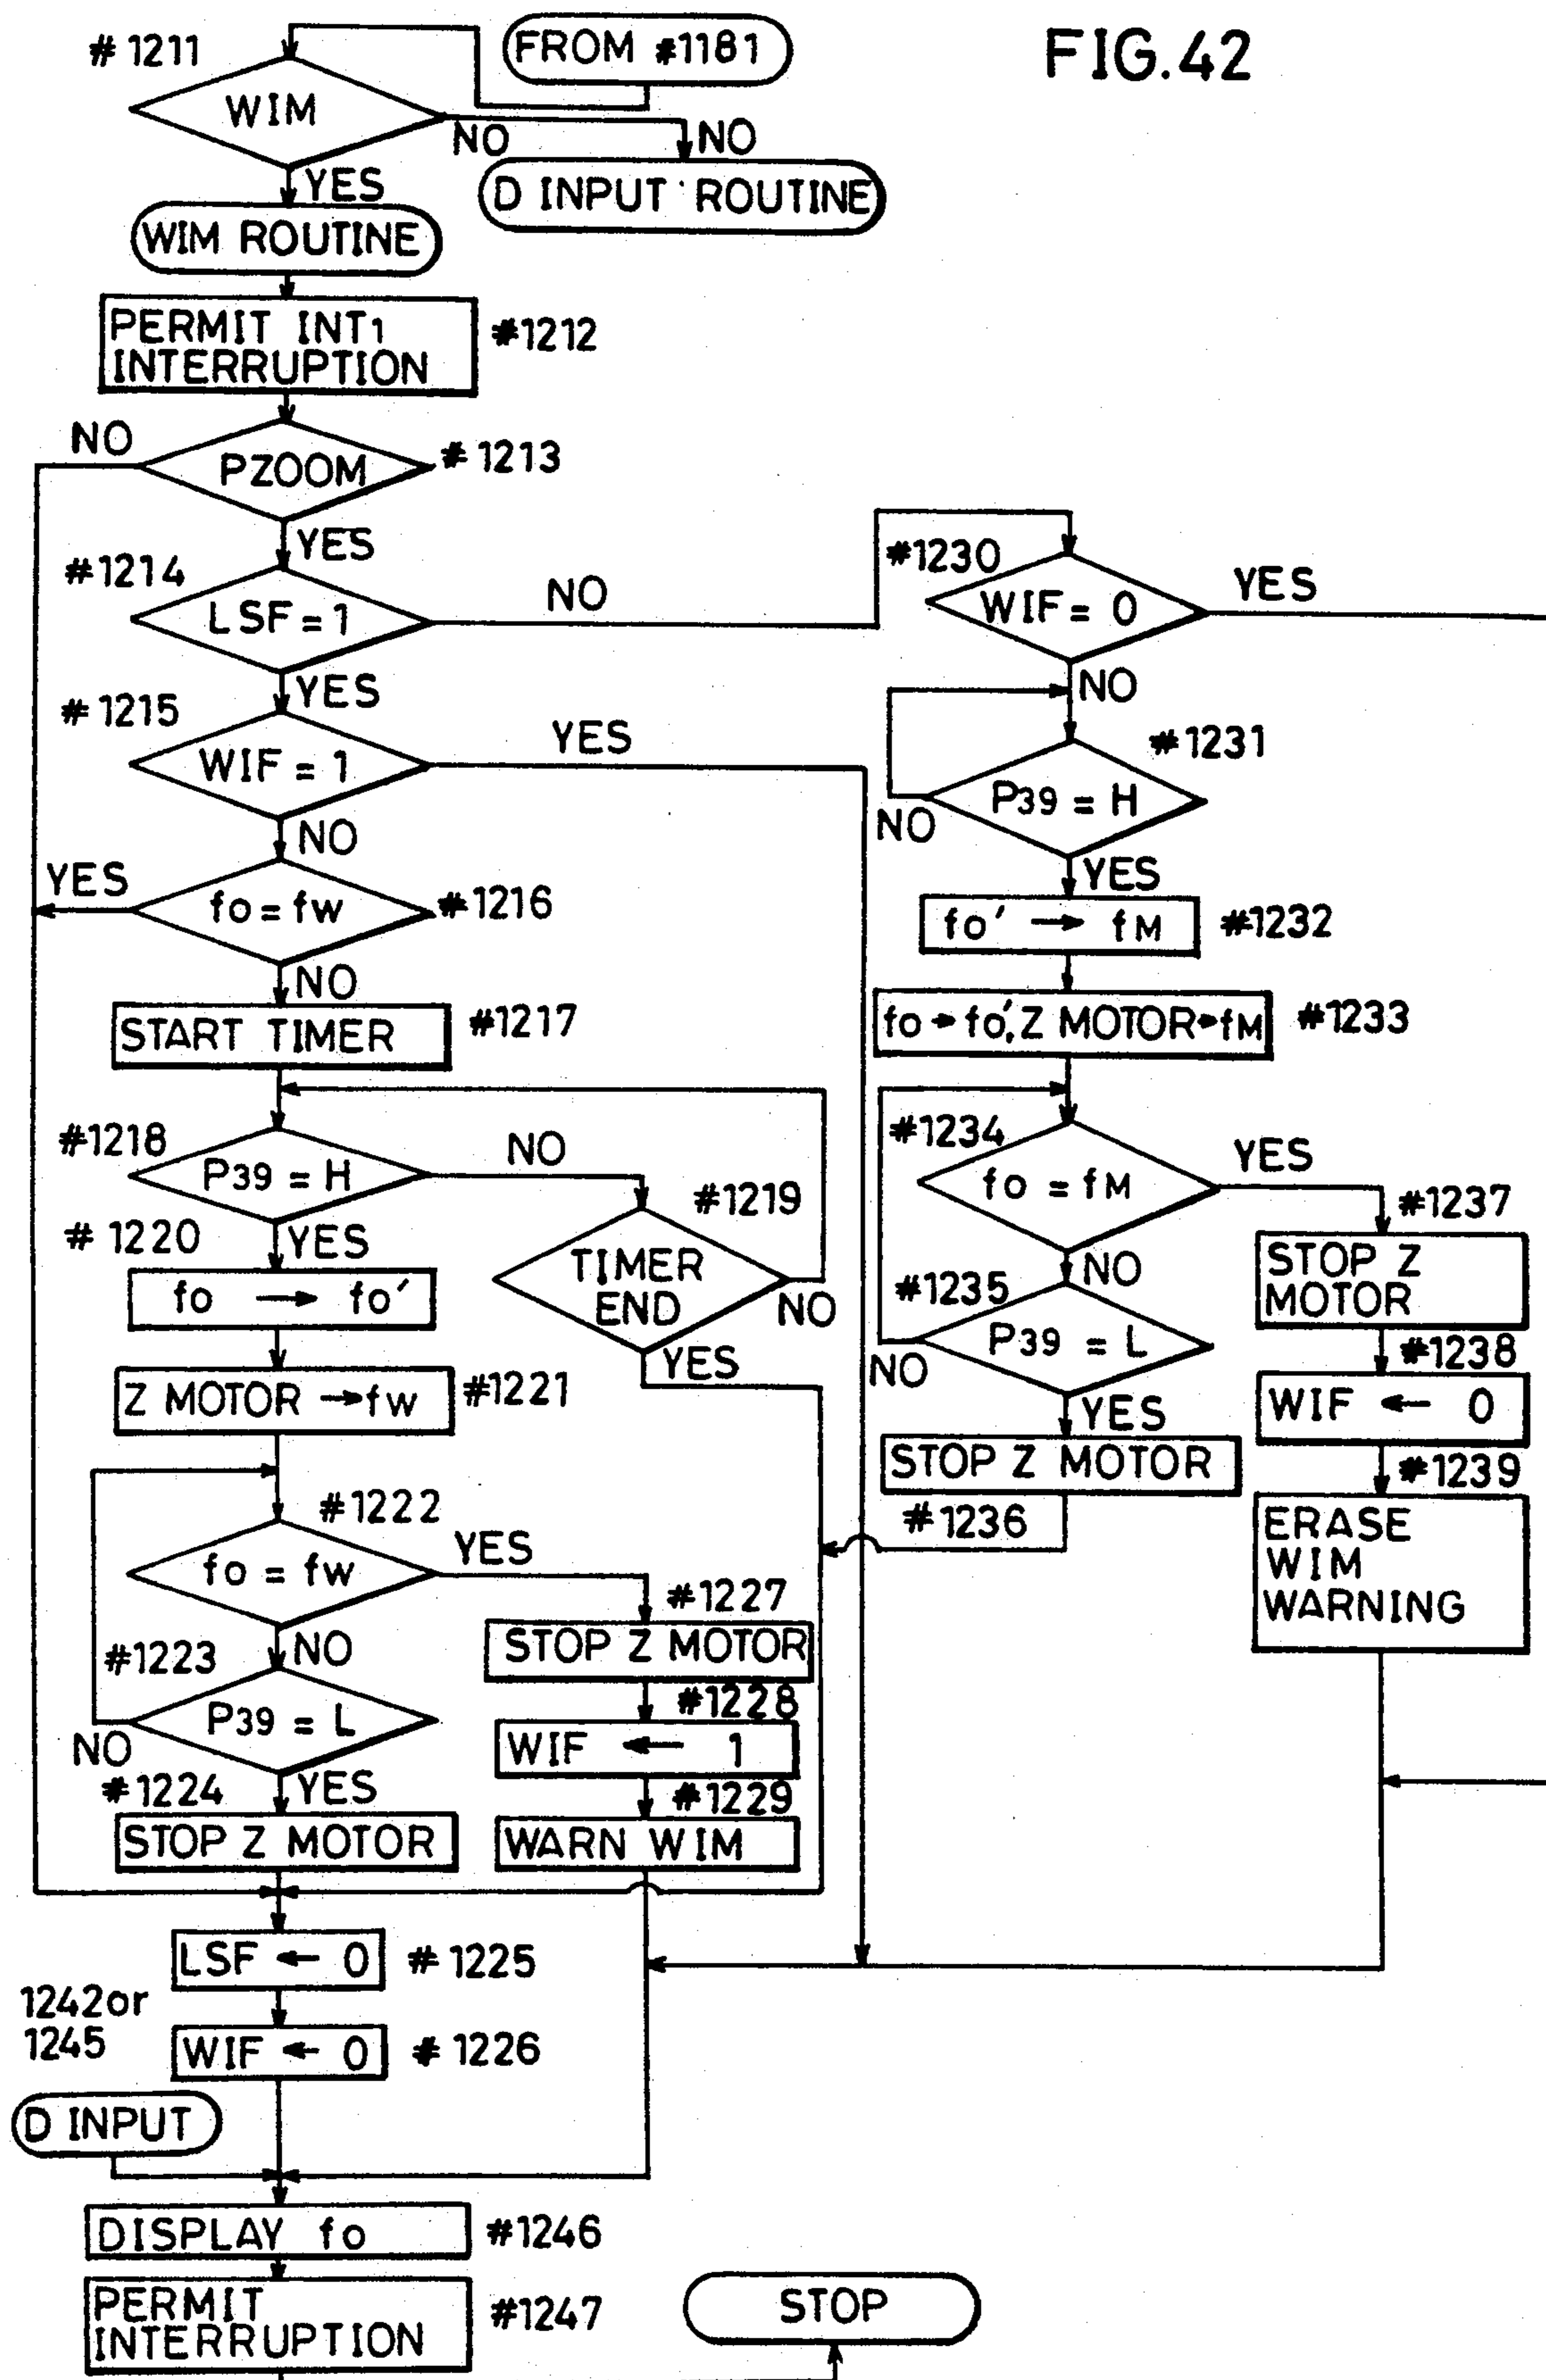 FIG.42
FROM #1181
#1211
WIM
NO
NO
D INPUT ROUTINE
YES
WIM ROUTINE
PERMIT INT1
INTERRUPTION
#1212
NO
PZOOM
#1213
YES
#1214
LSF=1
NO
YES
#1215
WIF=1
YES
NO
YES
fo=fw
#1216
NO
START TIMER
#1217
#1218
P39=H
NO
#1219
TIMER
END
NO
YES
#1220
YES
fo → fo'
Z MOTOR →fw
#1221
#1222
fo=fw
YES
#1227
STOP Z MOTOR
#1228
WIF ← 1
#1229
WARN WIM
NO
#1223
P39=L
NO
#1224
YES
STOP Z MOTOR
LSF ← 0
#1225
1242or
1245
WIF ← 0
#1226
D INPUT
DISPLAY fo
#1246
PERMIT
INTERRUPTION
#1247
STOP
#1230
WIF=0
YES
NO
#1231
P39=H
NO
YES
fo' → fM
#1232
fo→fo',Z MOTOR→fM
#1233
#1234
fo=fM
YES
#1237
STOP Z
MOTOR
#1238
WIF ← 0
#1239
ERASE
WIM
WARNING
NO
#1235
P39=L
NO
YES
STOP Z MOTOR
#1236